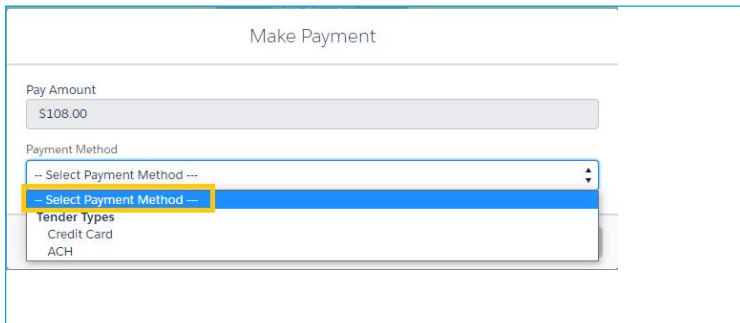 Make Payment
Pay Amount
$108.00
Payment Method
-- Select Payment Method ---
-- Select Payment Method ---
Tender Types
Credit Card
ACH